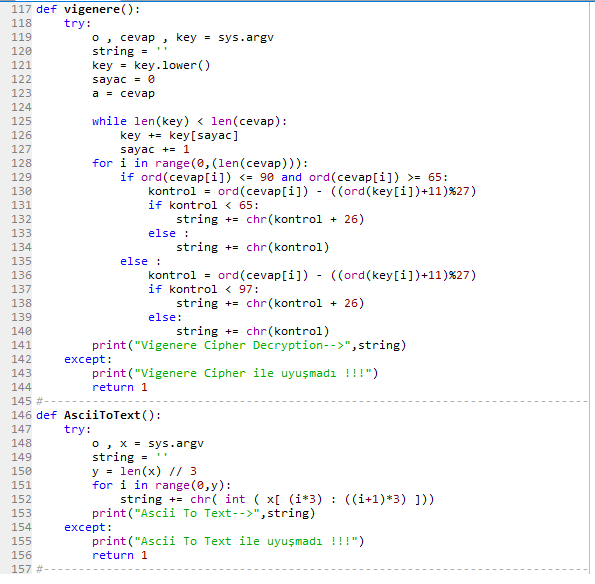 117 def vigenere():
118     try:
119         o , cevap , key = sys.argv
120         string = ''
121         key = key.lower()
122         sayac = 0
123         a = cevap
124
125         while len(key) < len(cevap):
126             key += key[sayac]
127             sayac += 1
128         for i in range(0,(len(cevap))):
129             if ord(cevap[i]) <= 90 and ord(cevap[i]) >= 65:
130                 kontrol = ord(cevap[i]) - ((ord(key[i])+11)%27)
131                 if kontrol < 65:
132                     string += chr(kontrol + 26)
133                 else :
134                     string += chr(kontrol)
135             else :
136                 kontrol = ord(cevap[i]) - ((ord(key[i])+11)%27)
137                 if kontrol < 97:
138                     string += chr(kontrol + 26)
139                 else:
140                     string += chr(kontrol)
141         print("Vigenere Cipher Decryption-->",string)
142     except:
143         print("Vigenere Cipher ile uyuşmadı !!!")
144         return 1
145 #------------------------------------------------------------------------------
146 def AsciiToText():
147     try:
148         o , x = sys.argv
149         string = ''
150         y = len(x) // 3
151         for i in range(0,y):
152             string += chr( int ( x[ (i*3) : ((i+1)*3) ]))
153         print("Ascii To Text-->",string)
154     except:
155         print("Ascii To Text ile uyuşmadı !!!")
156         return 1
157 #------------------------------------------------------------------------------